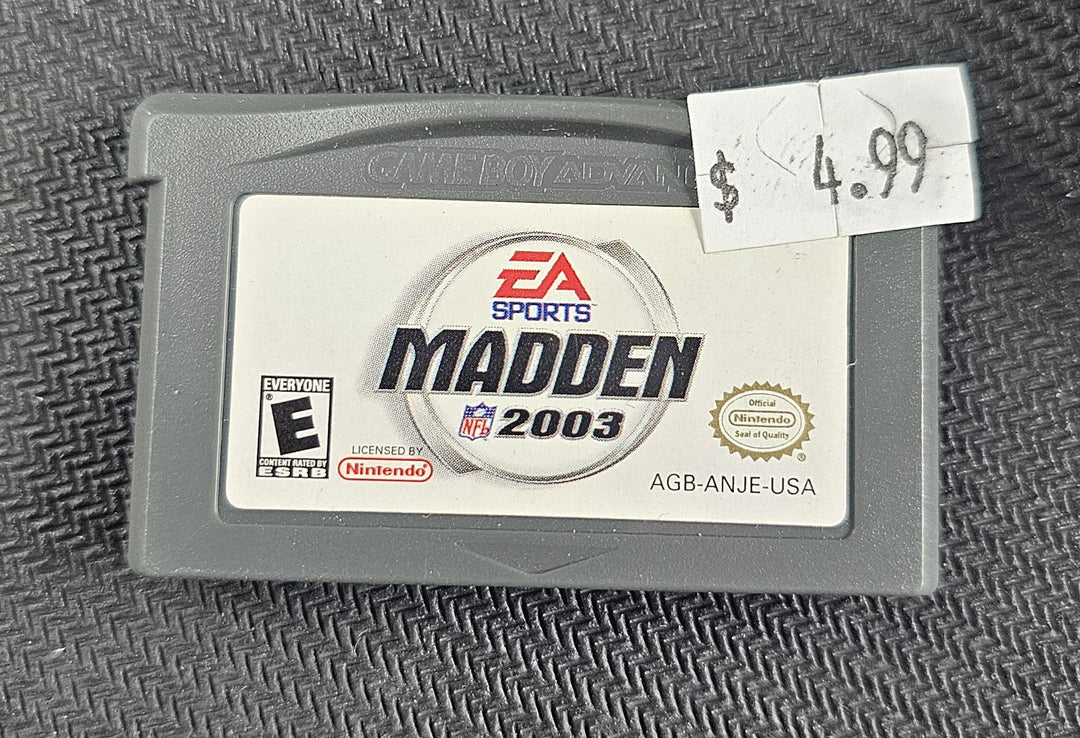 GAME BOY ADVAN
$ 4.99
EA
SPORTS™
MADDEN
NFL 2003
EVERYONE
E
®
CONTENT RATED BY
ESRB
LICENSED BY
Nintendo®
Official
Nintendo
Seal of Quality
®
AGB-ANJE-USA